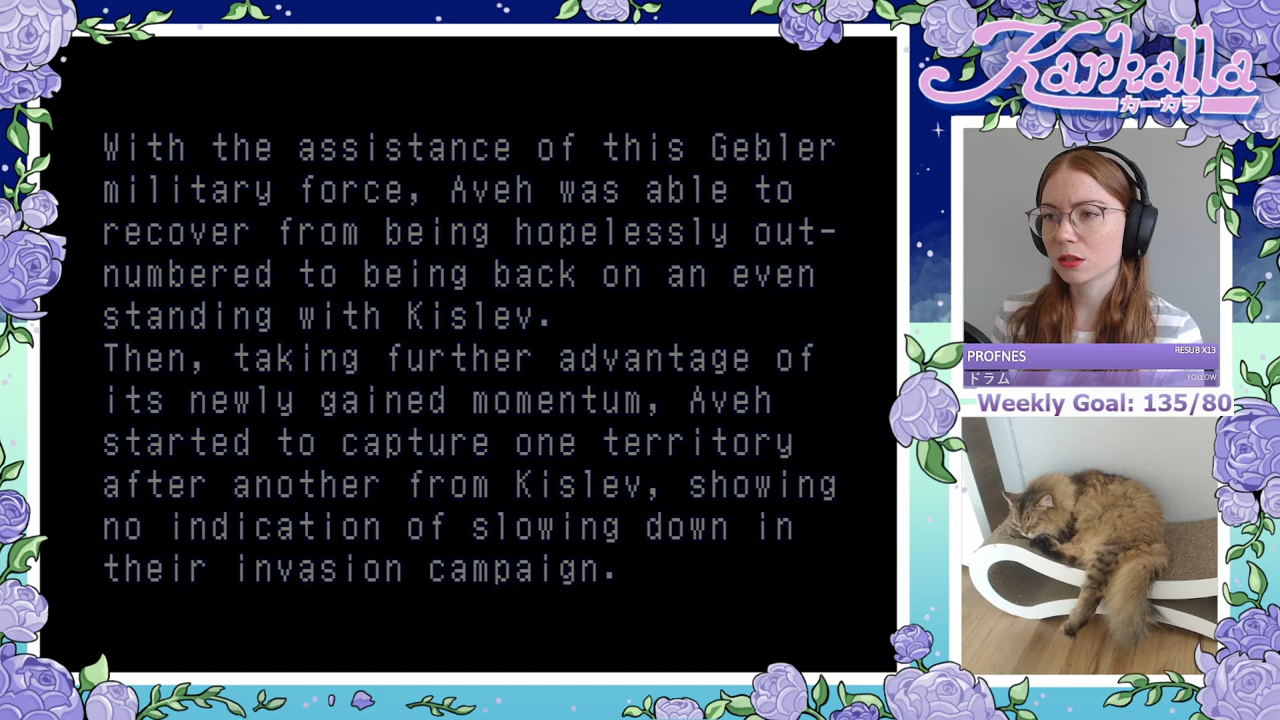 With the assistance of this Gebler
military force, Aveh was able to
recover from being hopelessly out-
numbered to being back on an even
standing with Kislev.
Then, taking further advantage of
its newly gained momentum, Aveh
started to capture one territory
after another from Kislev, showing
no indication of slowing down in
their invasion campaign.
Karkalla
カーカラ
PROFNES
RESUB X13
ドラム
FOLLOW
Weekly Goal: 135/80